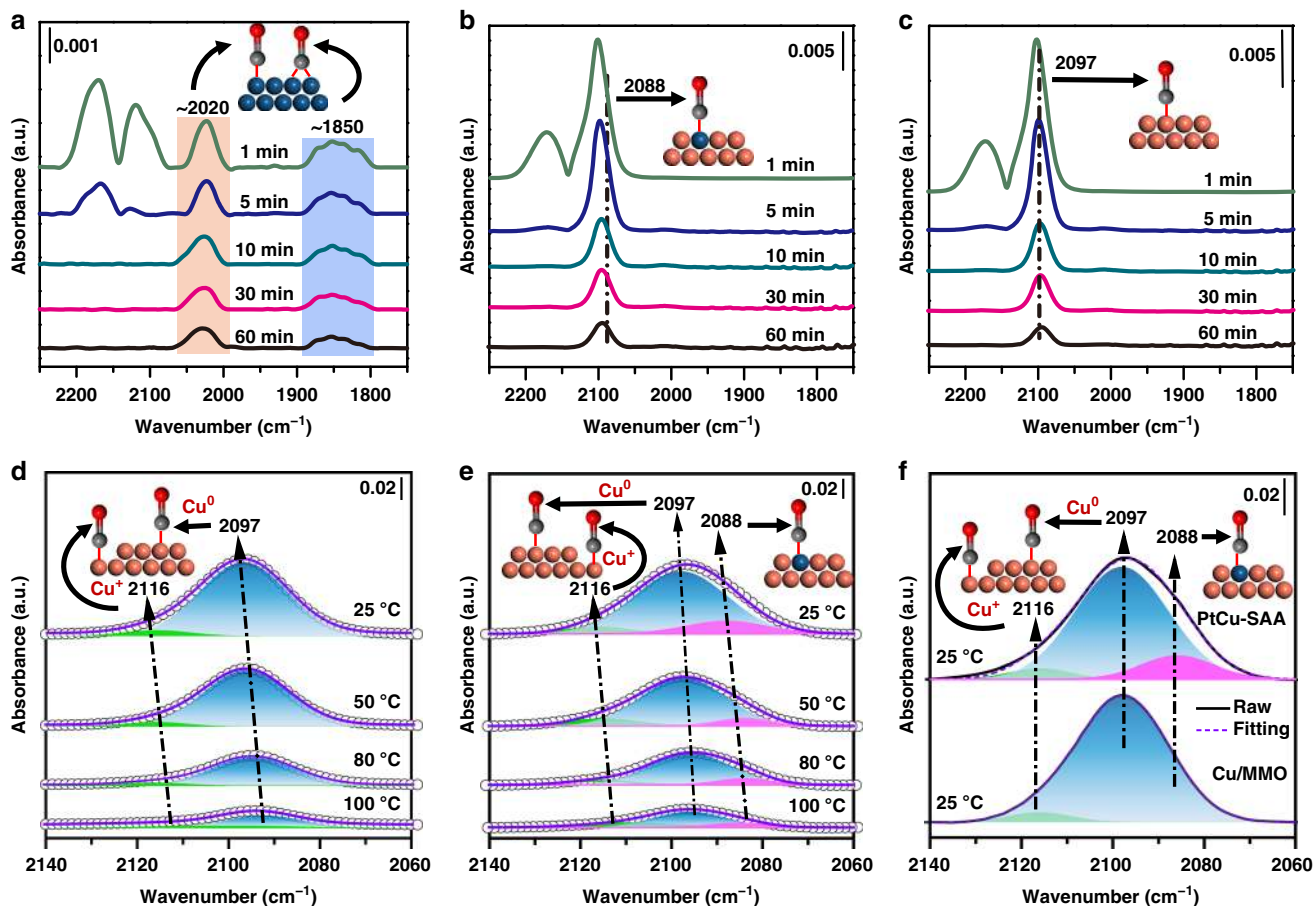 a
0.001
~2020
~1850
1 min
5 min
10 min
30 min
60 min
Absorbance (a.u.)
2200 2100 2000 1900 1800
Wavenumber (cm⁻¹)
b
0.005
2088
1 min
5 min
10 min
30 min
60 min
Absorbance (a.u.)
2200 2100 2000 1900 1800
Wavenumber (cm⁻¹)
c
0.005
2097
1 min
5 min
10 min
30 min
60 min
Absorbance (a.u.)
2200 2100 2000 1900 1800
Wavenumber (cm⁻¹)
d
0.02
Cu⁰
2097
Cu⁺
2116
25 °C
50 °C
80 °C
100 °C
Absorbance (a.u.)
2140 2120 2100 2080 2060
Wavenumber (cm⁻¹)
e
0.02
Cu⁰
2097
2088
Cu⁺
2116
25 °C
50 °C
80 °C
100 °C
Absorbance (a.u.)
2140 2120 2100 2080 2060
Wavenumber (cm⁻¹)
f
0.02
Cu⁰
2097
2088
Cu⁺
2116
PtCu-SAA
25 °C
Raw
Fitting
Cu/MMO
25 °C
Absorbance (a.u.)
2140 2120 2100 2080 2060
Wavenumber (cm⁻¹)